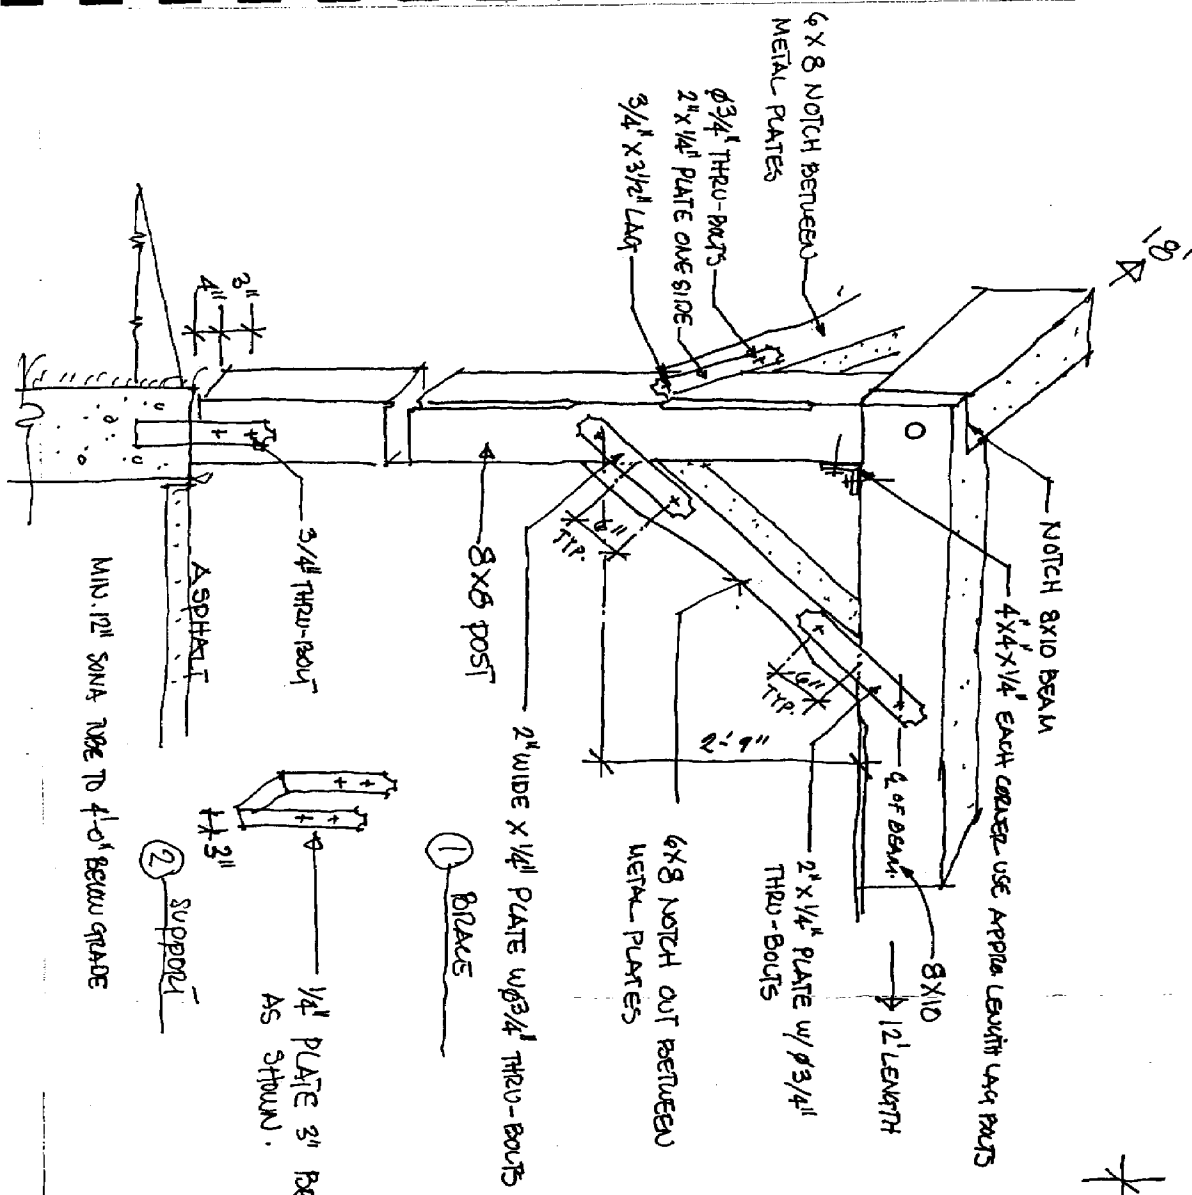 18'
6X8 NOTCH BETWEEN
METAL PLATES
Ø3/4" THRU-BOLTS
2"X1/4" PLATE ONE SIDE
3/4" X 3 1/2" LAG
3"
4"
NOTCH 8X10 BEAM
4"X4"X1/4" EACH CORNER USE APPRO. LENGTH LAG BOLTS
8X10
12' LENGTH
℄ OF BEAM.
2"X1/4" PLATE W/ Ø3/4"
THRU-BOLTS
6"
TYP.
6"
TYP.
2'-9"
6X8 NOTCH OUT BETWEEN
METAL PLATES
8X8 POST
2" WIDE X 1/4" PLATE W/Ø3/4" THRU-BOLTS
1 BRACE
3/4" THRU-BOLT
ASPHALT
3"
1/4" PLATE 3"
AS SHOWN.
2 SUPPORT
MIN. 12" SONA TUBE TO 4'-0" BELOW GRADE